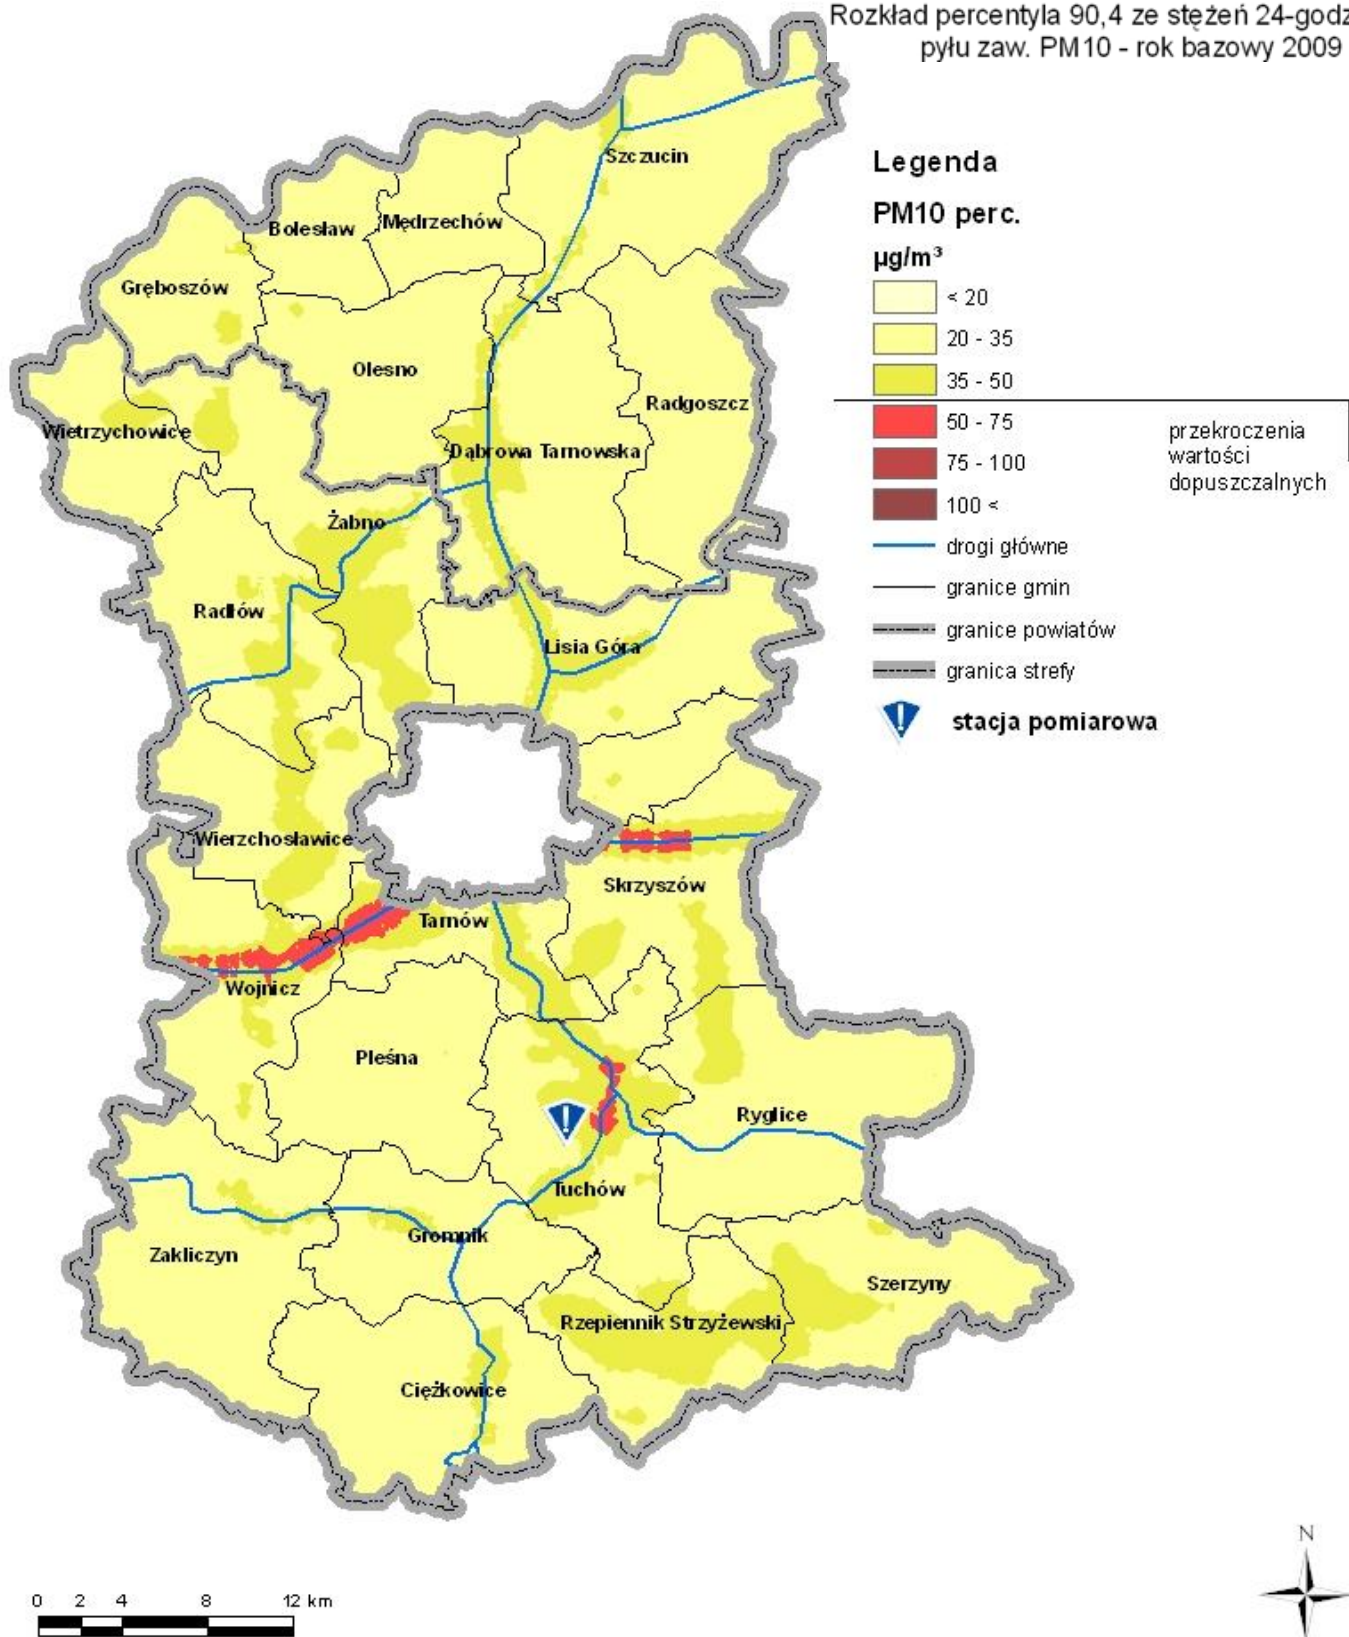 Rozkład percentyla 90,4 ze stężeń 24-godz
pyłu zaw. PM10 - rok bazowy 2009
Legenda
PM10 perc.
µg/m³
< 20
20 - 35
35 - 50
50 - 75
75 - 100
100 <
przekroczenia
wartości
dopuszczalnych
drogi główne
granice gmin
granice powiatów
granica strefy
stacja pomiarowa
Szczucin
Mędrzechów
Bolesław
Gręboszów
Olesno
Radgoszcz
Wietrzychowice
Dąbrowa Tarnowska
Żabno
Radłów
Lisia Góra
Wierzchosławice
Skrzyszów
Tarnów
Wojnicz
Pleśna
Ryglice
Tuchów
Gromnik
Zakliczyn
Szerzyny
Rzepiennik Strzyżewski
Ciężkowice
N
0 2 4 8 12 km